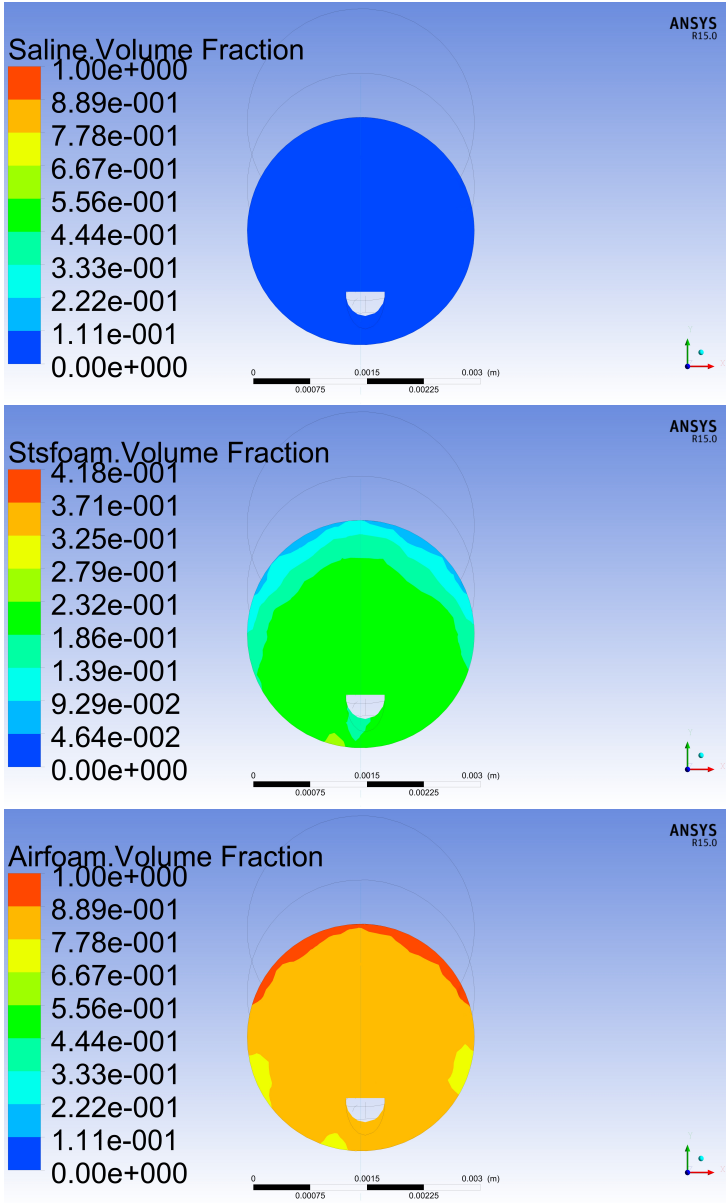 ANSYS
R15.0
Saline.Volume Fraction
1.00e+000
8.89e-001
7.78e-001
6.67e-001
5.56e-001
4.44e-001
3.33e-001
2.22e-001
1.11e-001
0.00e+000
0 0.0015 0.003 (m)
0.00075 0.00225
Y
X
ANSYS
R15.0
Stsfoam.Volume Fraction
4.18e-001
3.71e-001
3.25e-001
2.79e-001
2.32e-001
1.86e-001
1.39e-001
9.29e-002
4.64e-002
0.00e+000
0 0.0015 0.003 (m)
0.00075 0.00225
Y
X
ANSYS
R15.0
Airfoam.Volume Fraction
1.00e+000
8.89e-001
7.78e-001
6.67e-001
5.56e-001
4.44e-001
3.33e-001
2.22e-001
1.11e-001
0.00e+000
0 0.0015 0.003 (m)
0.00075 0.00225
Y
X